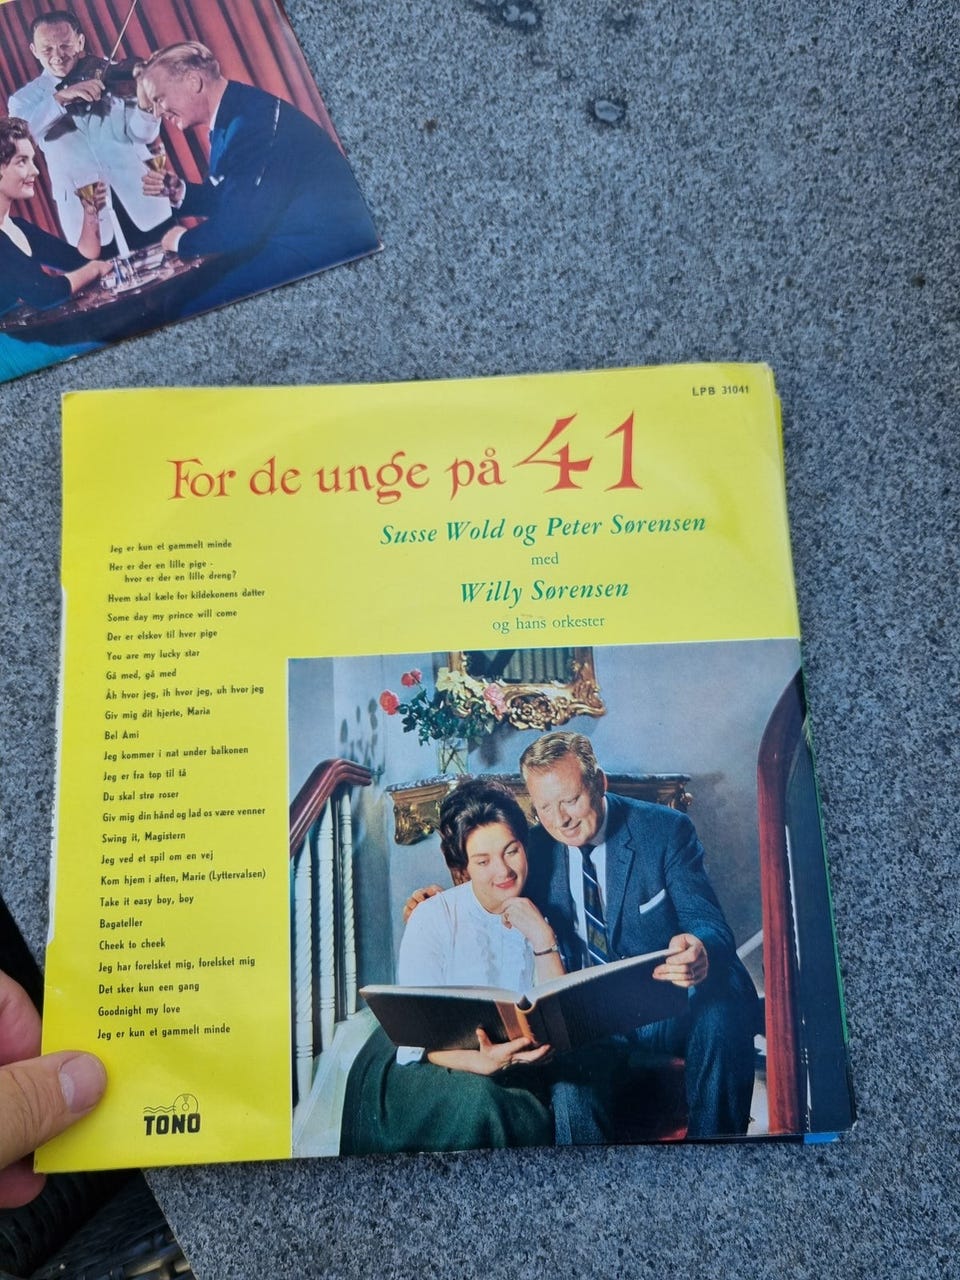 LPB 31041
For de unge på 41
Susse Wold og Peter Sørensen
med
Willy Sørensen
og hans orkester
Jeg er kun et gammelt minde
Her er der en lille pige -
hvor er der en lille dreng?
Hvem skal kæle for kildekonens datter
Some day my prince will come
Der er elskov til hver pige
You are my lucky star
Gå med, gå med
Åh hvor jeg, ih hvor jeg, uh hvor jeg
Giv mig dit hjerte, Maria
Bel Ami
Jeg kommer i nat under balkonen
Jeg er fra top til tå
Du skal strø roser
Giv mig din hånd og lad os være venner
Swing it, Magistern
Jeg ved et spil om en vej
Kom hjem i aften, Marie (Lyttervalsen)
Take it easy boy, boy
Bagateller
Cheek to cheek
Jeg har forelsket mig, forelsket mig
Det sker kun een gang
Goodnight my love
Jeg er kun et gammelt minde
TONO